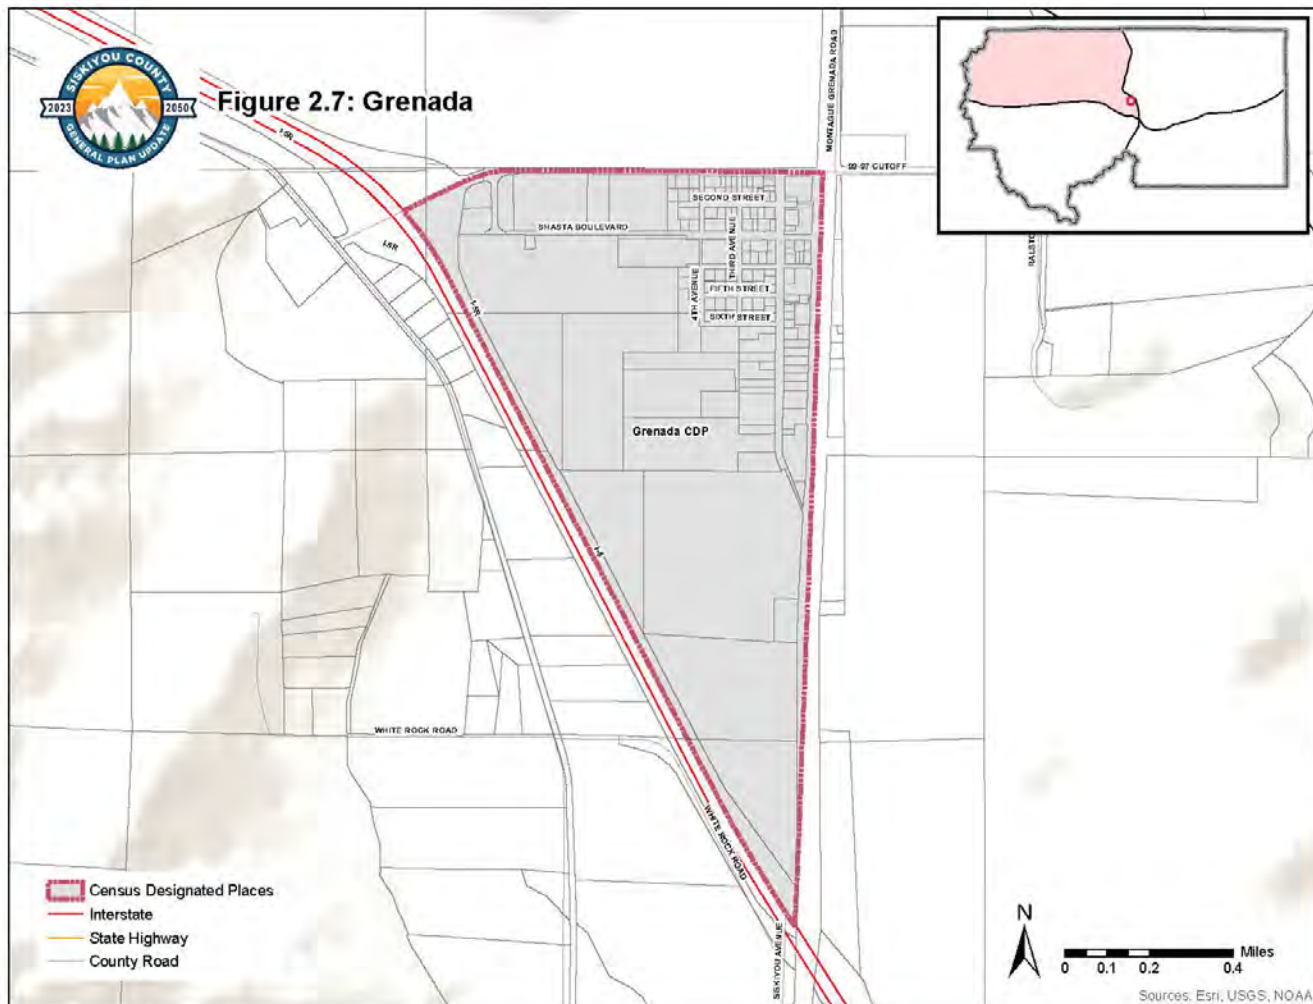 SISKIYOU COUNTY
2023
2050
GENERAL PLAN UPDATE
Figure 2.7: Grenada
I-5R
MONTAGUE GRENADA ROAD
99-97 CUTOFF
SECOND STREET
SHASTA BOULEVARD
THIRD AVENUE
I-5R
4TH AVENUE
FIFTH STREET
SIXTH STREET
I-5R
Grenada CDP
I-5
WHITE ROCK ROAD
WHITE ROCK ROAD
SISKIYOU AVENUE
Census Designated Places
Interstate
State Highway
County Road
N
Miles
0 0.1 0.2 0.4
Sources: Esri, USGS, NOAA